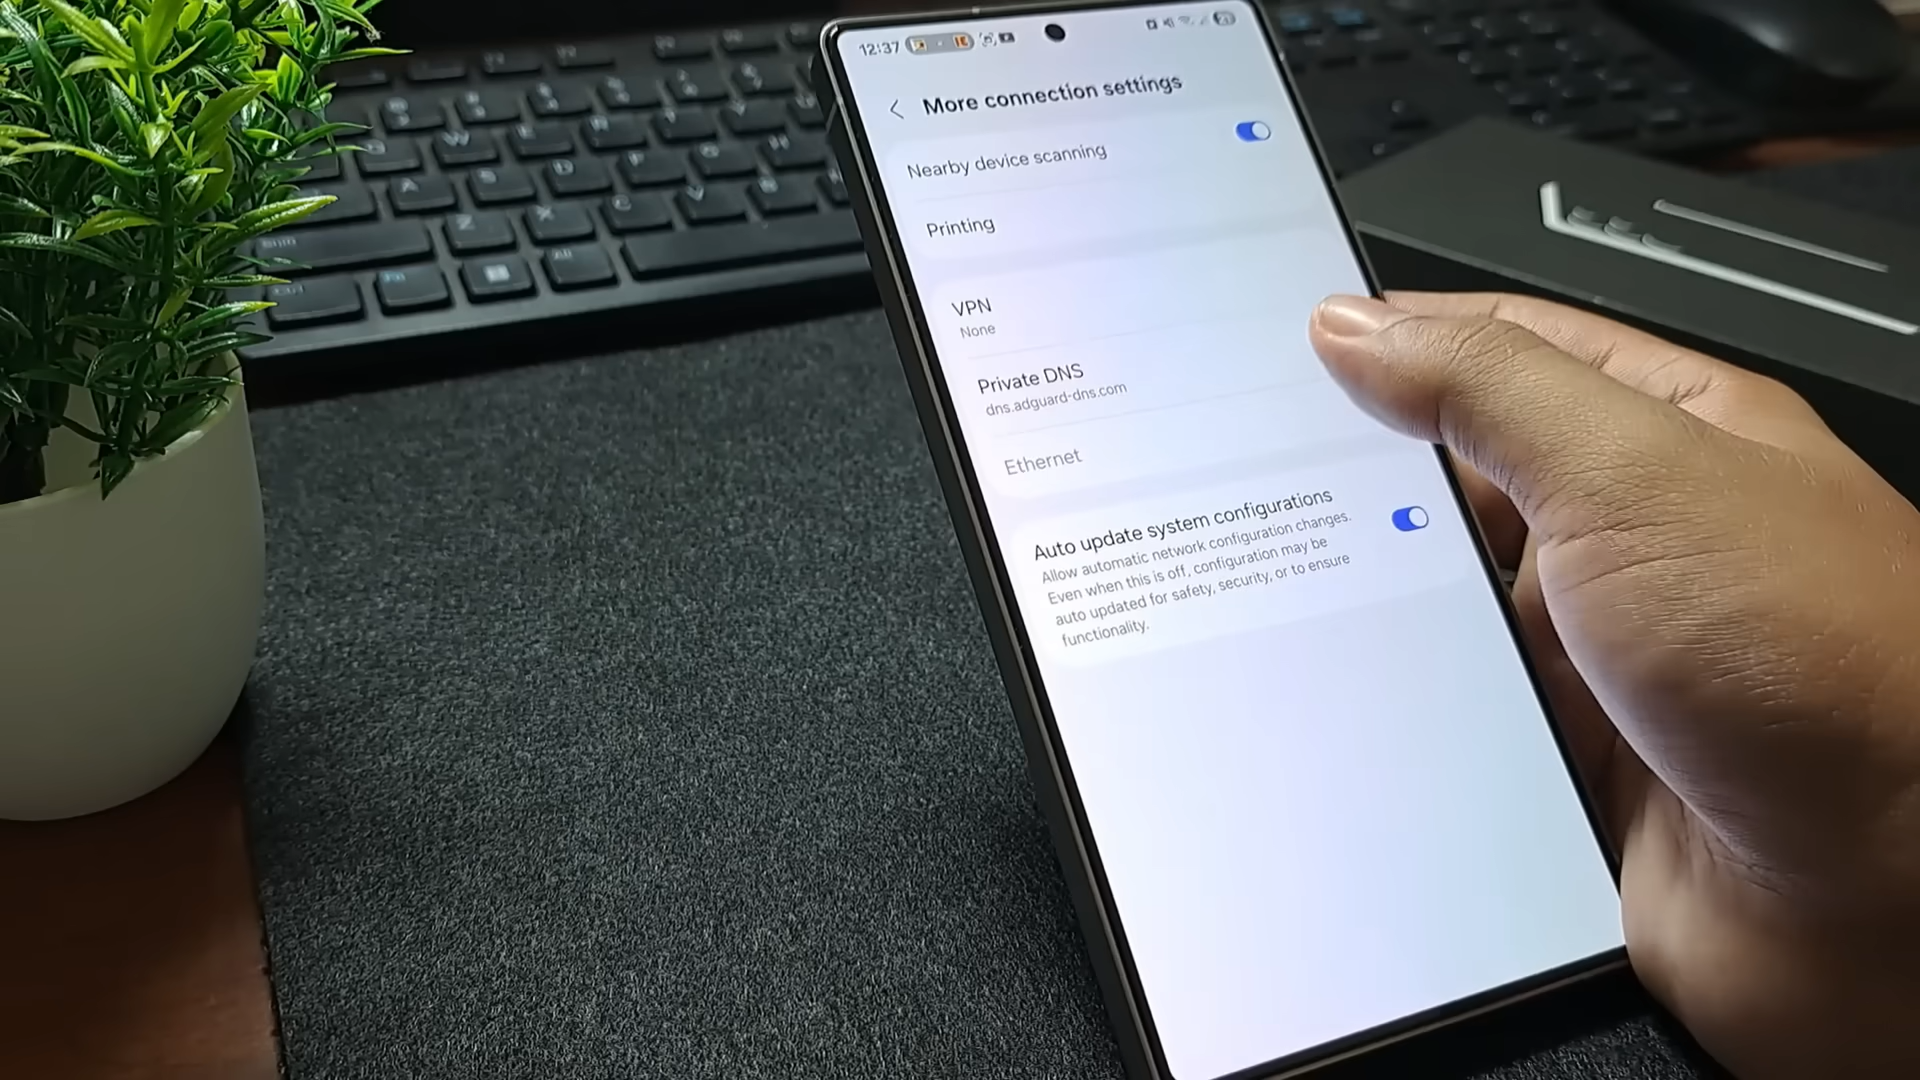 12:37
More connection settings
Nearby device scanning
Printing
VPN
None
Private DNS
dns.adguard-dns.com
Ethernet
Auto update system configurations
Allow automatic network configuration changes.
Even when this is off, configuration may be
auto updated for safety, security, or to ensure
functionality.